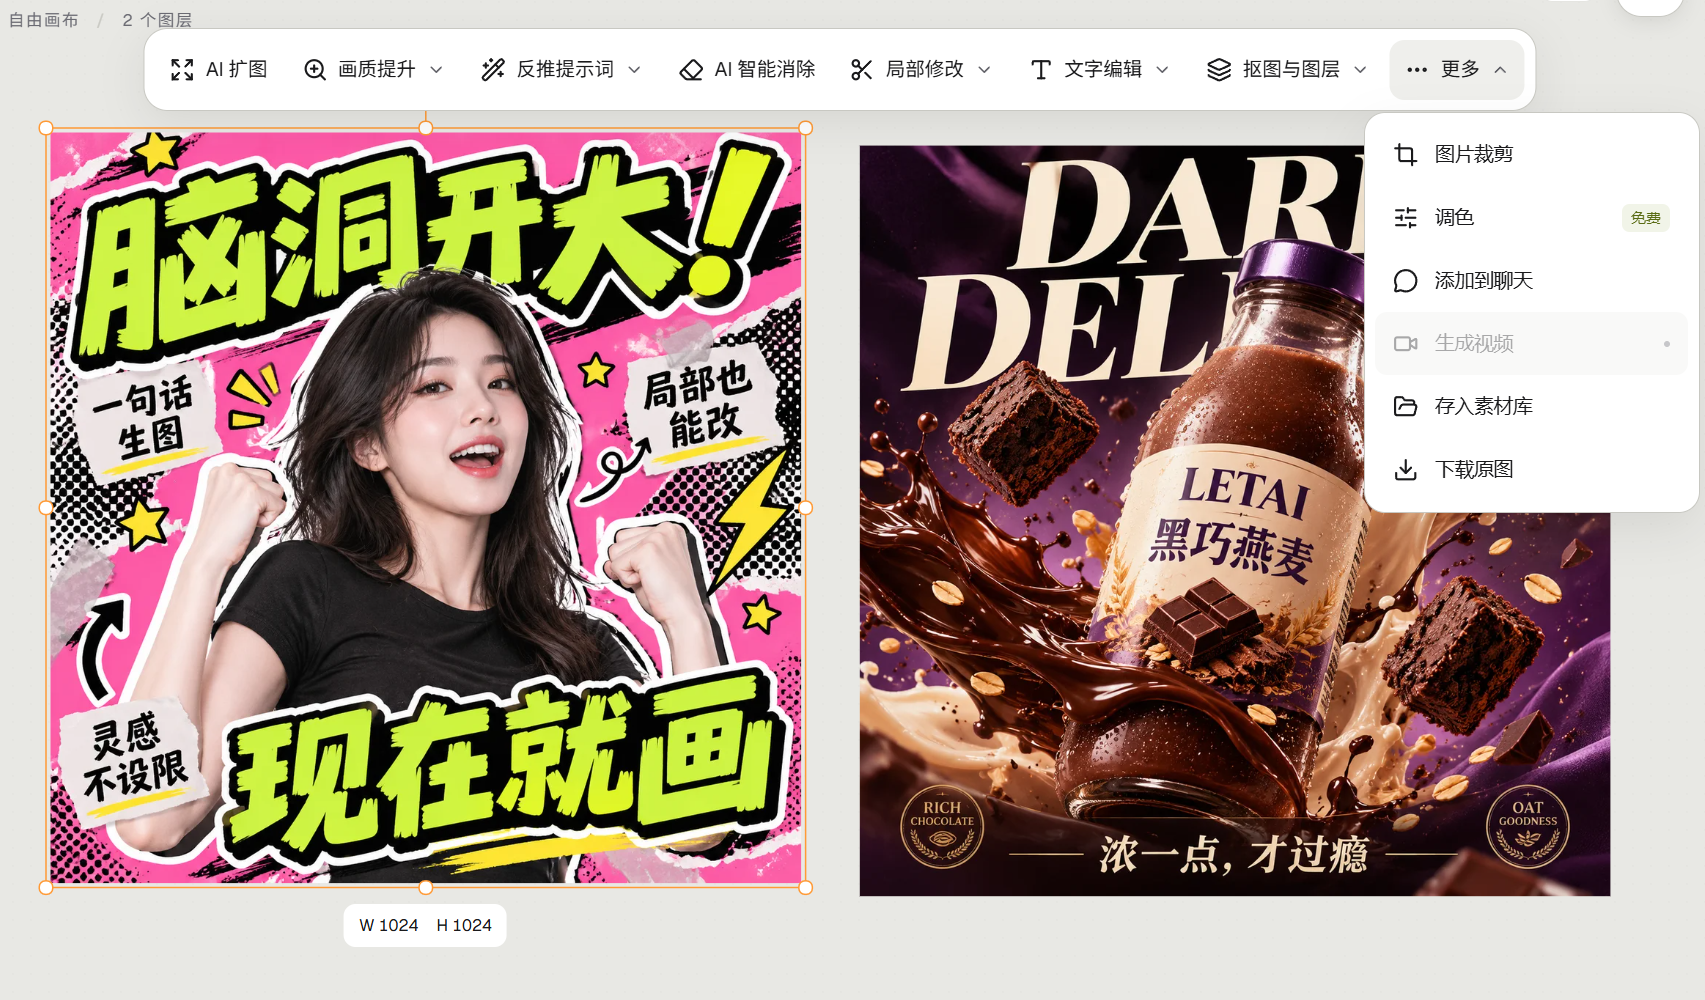 自由画布 / 2 个图层
AI 扩图 画质提升 反推提示词 AI 智能消除 局部修改 文字编辑 抠图与图层 更多
图片裁剪
调色 免费
添加到聊天
生成视频
存入素材库
下载原图
脑洞开大!
一句话
生图
局部也
能改
灵感
不设限
现在就画
W 1024 H 1024
DAR
DEL
LETAI
黑巧燕麦
RICH
CHOCOLATE
OAT
GOODNESS
浓一点,才过瘾